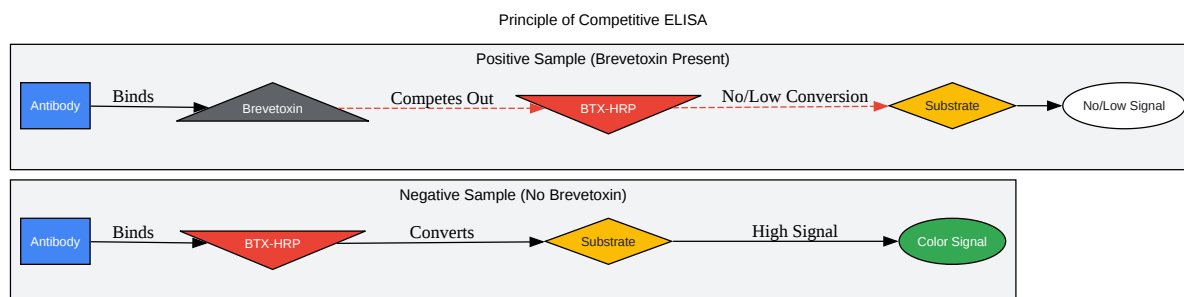 Principle of Competitive ELISA
Positive Sample (Brevetoxin Present)
Antibody
Binds
Brevetoxin
Competes Out
BTX-HRP
No/Low Conversion
Substrate
No/Low Signal
Negative Sample (No Brevetoxin)
Antibody
Binds
BTX-HRP
Converts
Substrate
High Signal
Color Signal